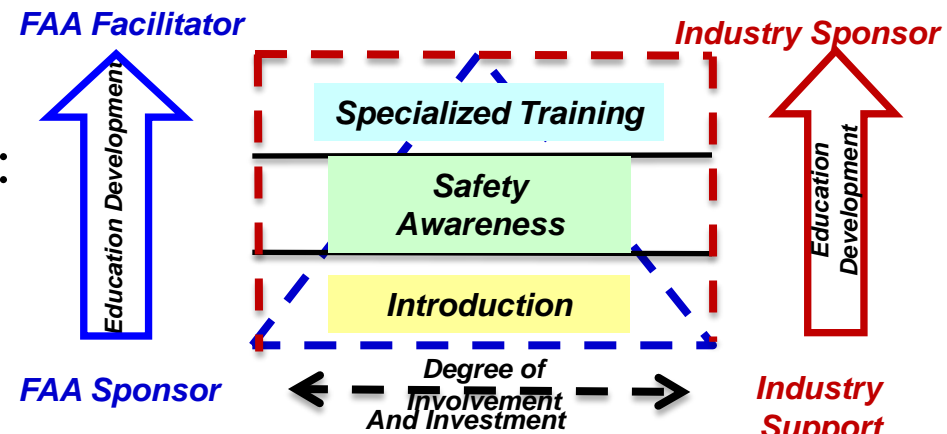 FAA Facilitator
Industry Sponsor
Education Development
Specialized Training
Safety
Awareness
Introduction
Education
Development
FAA Sponsor
Degree of
Involvement
And Investment
Industry
Support